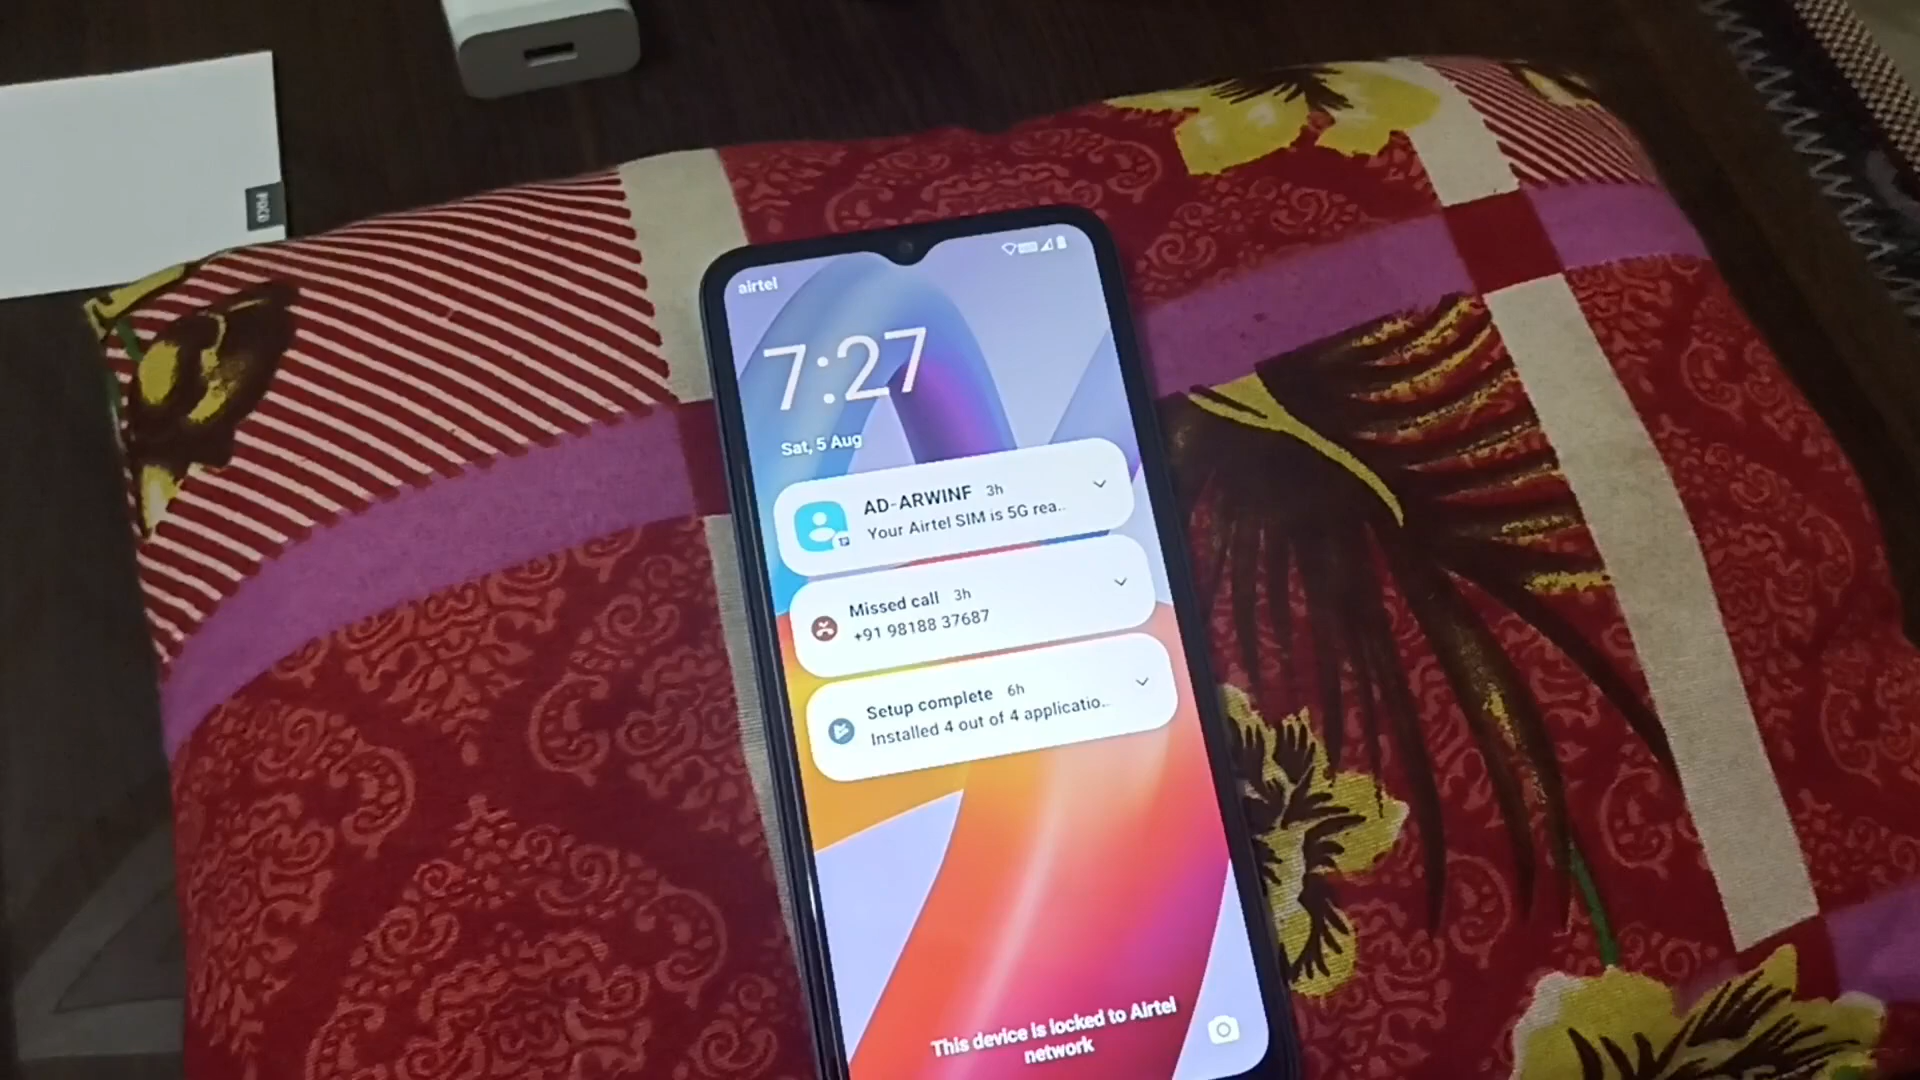 POCO
airtel
7:27
Sat, 5 Aug
AD-ARWINF 3h
Your Airtel SIM is 5G rea..
Missed call 3h
+91 98188 37687
Setup complete 6h
Installed 4 out of 4 applicatio..
This device is locked to Airtel
network